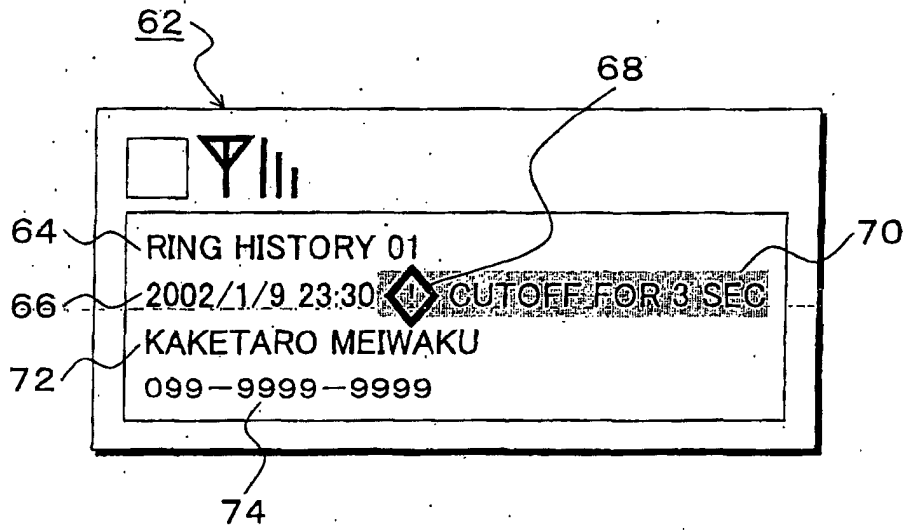 62
68
64 RING HISTORY 01 70
66 2002/1/9 23:30 ! CUTOFF FOR 3 SEC
KAKETARO MEIWAKU
72 099-9999-9999
74